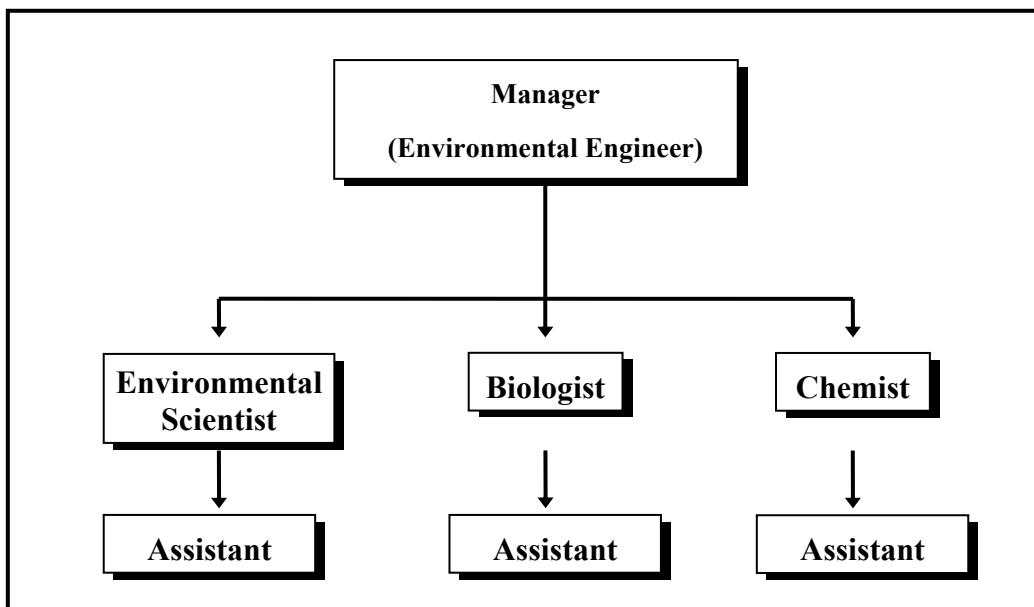 Manager
(Environmental Engineer)
Environmental
Scientist
Biologist
Chemist
Assistant
Assistant
Assistant